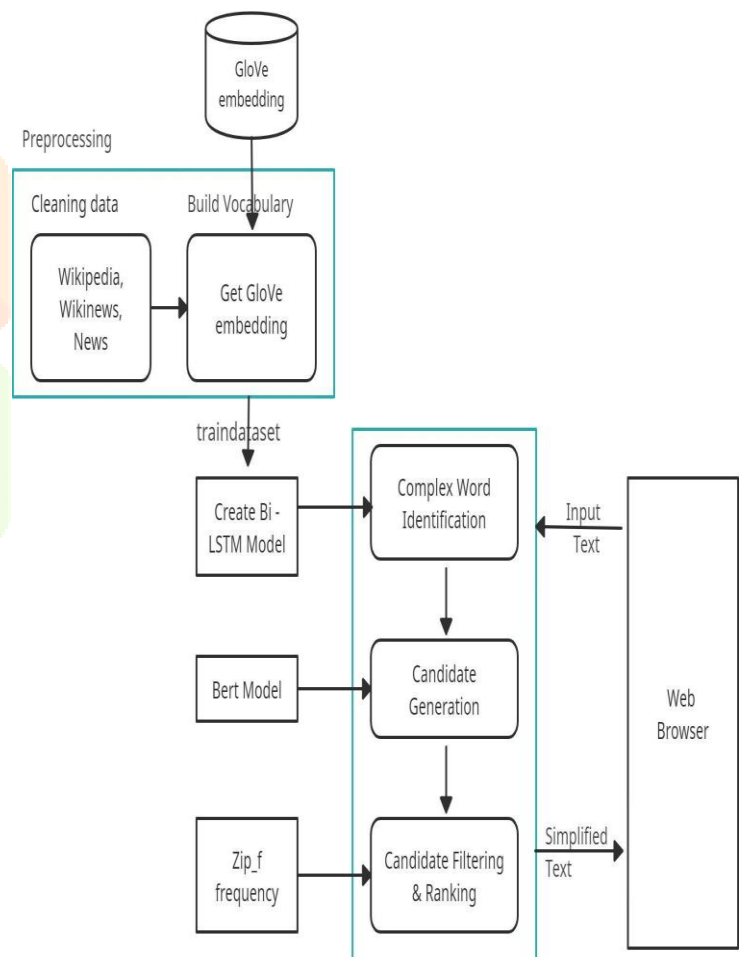 GloVe
embedding
Preprocessing
Cleaning data
Build Vocabulary
Wikipedia,
Wikinews,
News
Get GloVe
embedding
traindataset
Create Bi -
LSTM Model
Complex Word
Identification
Input
Text
Bert Model
Candidate
Generation
Web
Browser
Zip_f
frequency
Candidate Filtering
& Ranking
Simplified
Text